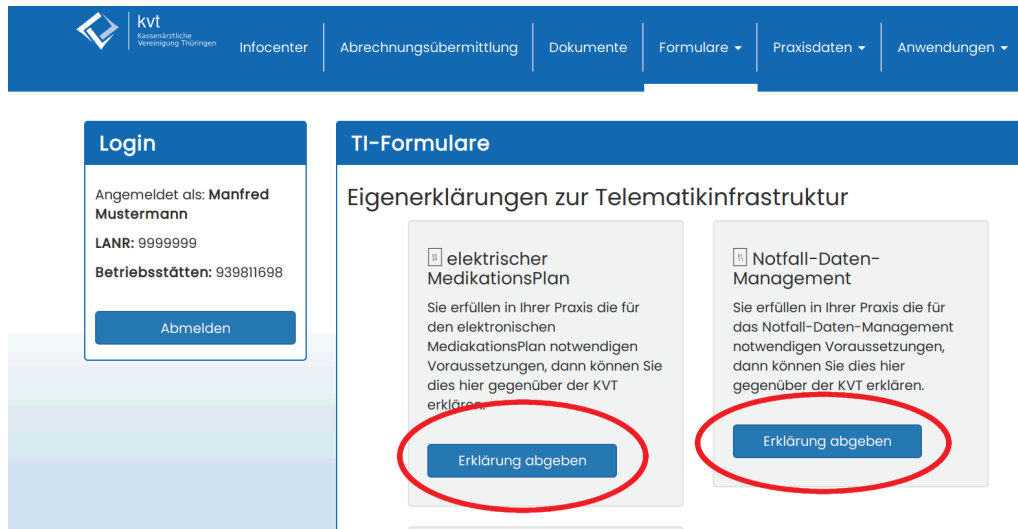 kvt
Kassenärztliche
Vereinigung Thüringen
Infocenter
Abrechnungsübermittlung
Dokumente
Formulare
Praxisdaten
Anwendungen
Login
Angemeldet als: Manfred
Mustermann
LANR: 9999999
Betriebsstätten: 939811698
Abmelden
TI-Formulare
Eigenerklärungen zur Telematikinfrastruktur
elektrischer
MedikationsPlan
Sie erfüllen in Ihrer Praxis die für
den elektronischen
MediakationsPlan notwendigen
Voraussetzungen, dann können Sie
dies hier gegenüber der KVT
erklären.
Erklärung abgeben
Notfall-Daten-
Management
Sie erfüllen in Ihrer Praxis die für
das Notfall-Daten-Management
notwendigen Voraussetzungen,
dann können Sie dies hier
gegenüber der KVT erklären.
Erklärung abgeben